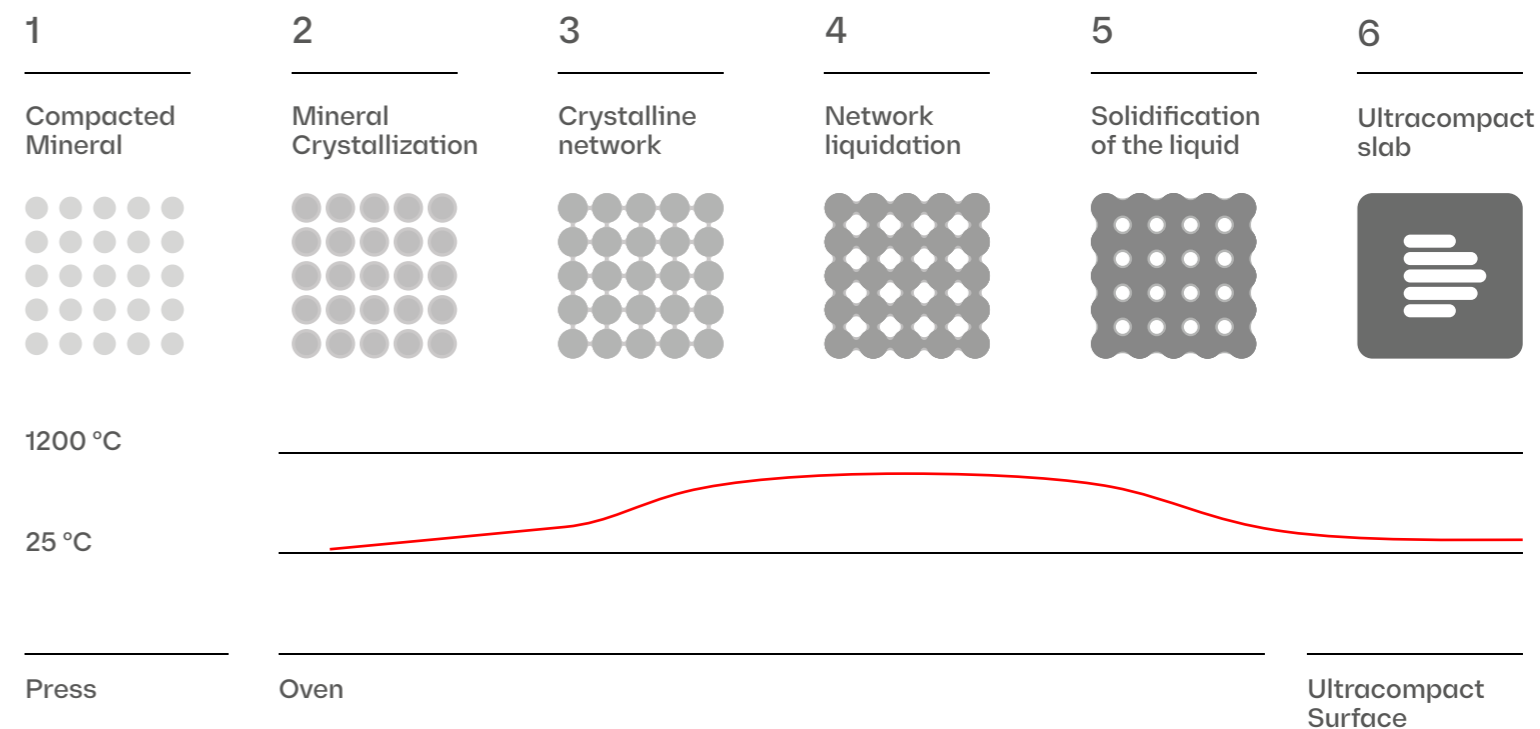 1
2
3
4
5
6
Compacted
Mineral
Mineral
Crystallization
Crystalline
network
Network
liquidation
Solidification
of the liquid
Ultracompact
slab
1200 °C
25 °C
Press
Oven
Ultracompact
Surface